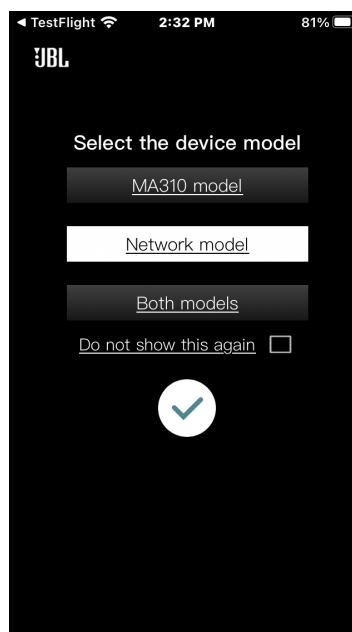 ◀ TestFlight 2:32 PM 81%
JBL
Select the device model
MA310 model
Network model
Both models
Do not show this again